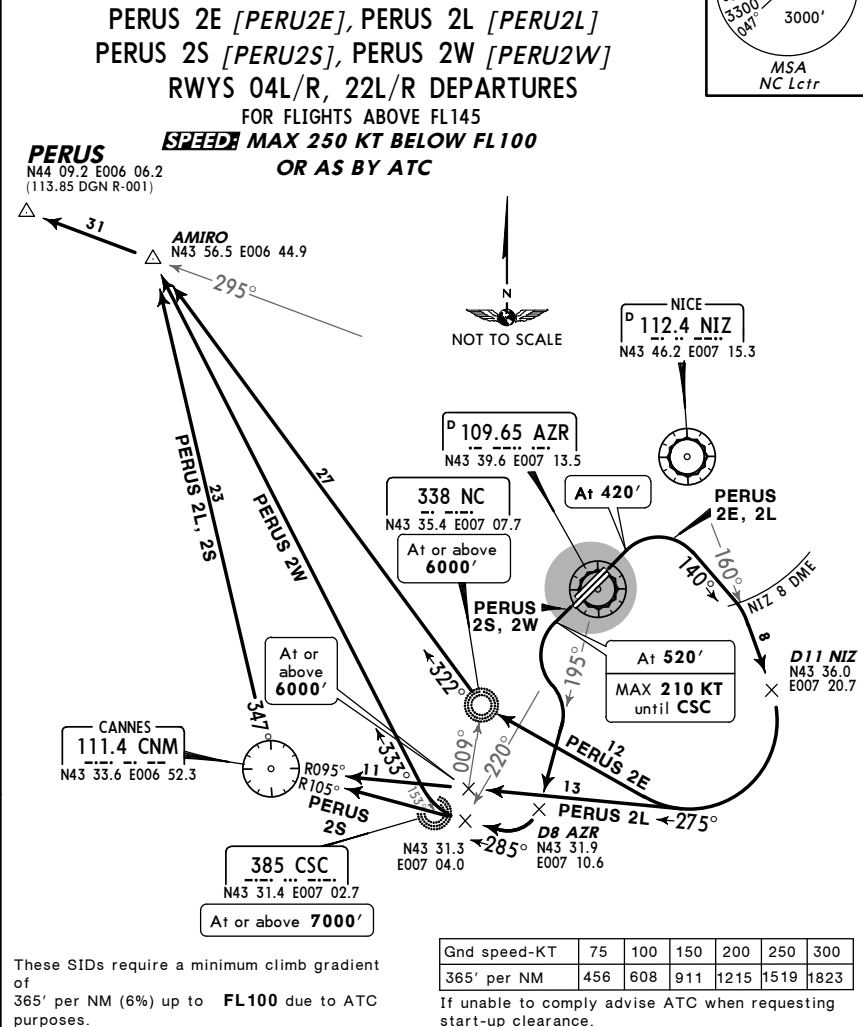 PERUS 2E [PERU2E], PERUS 2L [PERU2L]
PERUS 2S [PERU2S], PERUS 2W [PERU2W]
RWYS 04L/R, 22L/R DEPARTURES
FOR FLIGHTS ABOVE FL145
SPEED: MAX 250 KT BELOW FL100
OR AS BY ATC
3300
047°
3000'
MSA
NC Lctr
PERUS
N44 09.2 E006 06.2
(113.85 DGN R-001)
31
AMIRO
N43 56.5 E006 44.9
295°
N
NOT TO SCALE
NICE
D 112.4 NIZ
N43 46.2 E007 15.3
D 109.65 AZR
N43 39.6 E007 13.5
338 NC
N35.4 E007 07.7
At or above
6000'
At 420'
PERUS
2E, 2L
160°
140°
NIZ 8 DME
8
D11 NIZ
N43 36.0
E007 20.7
PERUS 2L, 2S
23
PERUS 2W
27
PERUS
2S, 2W
195°
At 520'
MAX 210 KT
until CSC
At or
above
6000'
322°
347°
333°
153°
009°
220°
CANNES
111.4 CNM
N43 33.6 E006 52.3
R095°
11
R105°
PERUS
2S
12
PERUS 2E
13
PERUS 2L
275°
D8 AZR
N43 31.9
E007 10.6
285°
N43 31.3
E007 04.0
385 CSC
N43 31.4 E007 02.7
At or above 7000'
These SIDs require a minimum climb gradient
of
365' per NM (6%) up to FL100 due to ATC
purposes.
Gnd speed-KT 75 100 150 200 250 300
365' per NM 456 608 911 1215 1519 1823
If unable to comply advise ATC when requesting
start-up clearance.